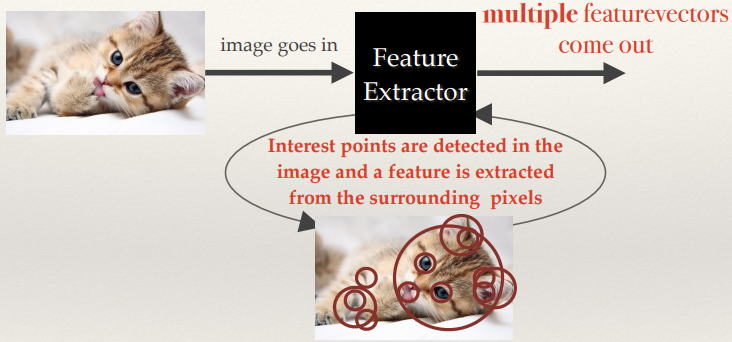 image goes in
Feature
Extractor
multiple featurevectors
come out
Interest points are detected in the
image and a feature is extracted
from the surrounding pixels